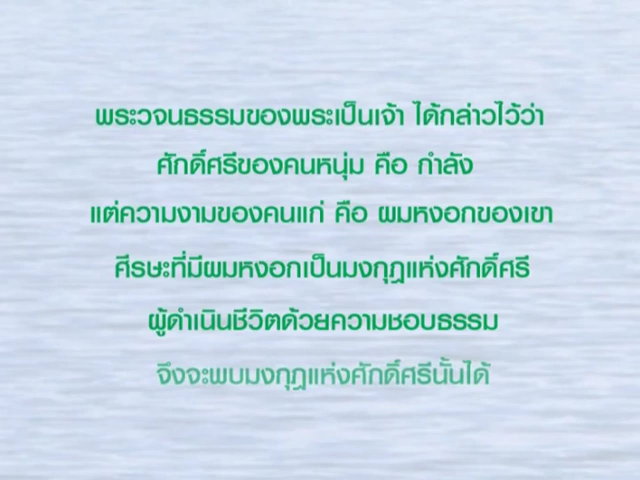 พระวจนธรรมของพระเป็นเจ้า ได้กล่าวไว้ว่า
ศักดิ์ศรีของคนหนุ่ม คือ กำลัง
แต่ความงามของคนแก่ คือ ผมหงอกของเขา
ศีรษะที่มีผมหงอกเป็นมงกุฎแห่งศักดิ์ศรี
ผู้ดำเนินชีวิตด้วยความชอบธรรม
จึงจะพบมงกุฎแห่งศักดิ์ศรีนั้นได้